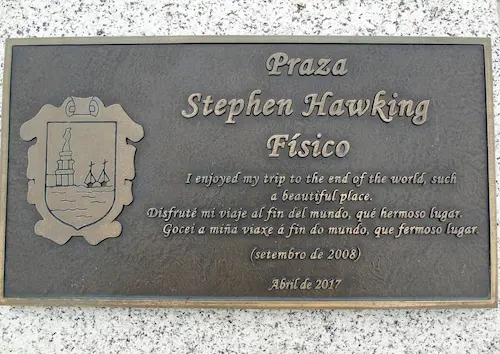 Praza
Stephen Hawking
Físico
I enjoyed my trip to the end of the world, such
a beautiful place.
Disfruté mi viaje al fin del mundo, qué hermoso lugar.
Gocei a miña viaxe á fin do mundo, que fermoso lugar
(setembro de 2008)
Abril de 2017